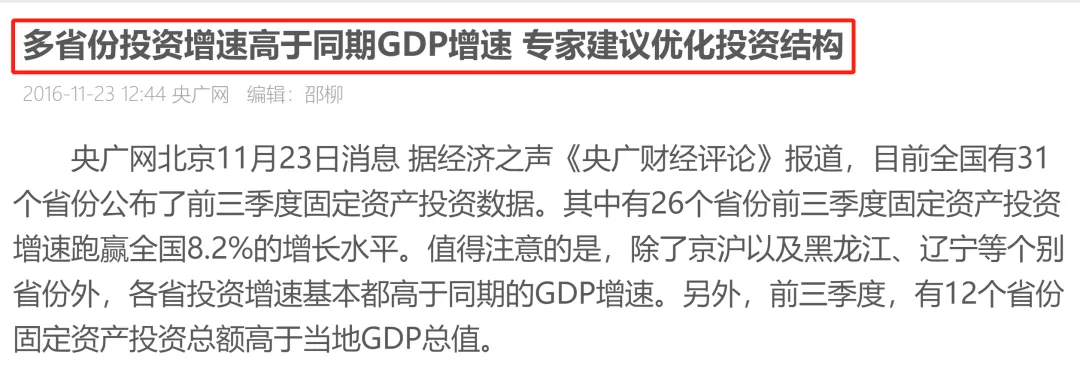 多省份投资增速高于同期GDP增速 专家建议优化投资结构
2016-11-23 12:44 央广网 编辑：邵柳
央广网北京11月23日消息 据经济之声《央广财经评论》报道，目前全国有31
个省份公布了前三季度固定资产投资数据。其中有26个省份前三季度固定资产投资
增速跑赢全国8.2%的增长水平。值得注意的是，除了京沪以及黑龙江、辽宁等个别
省份外，各省投资增速基本都高于同期的GDP增速。另外，前三季度，有12个省份
固定资产投资总额高于当地GDP总值。